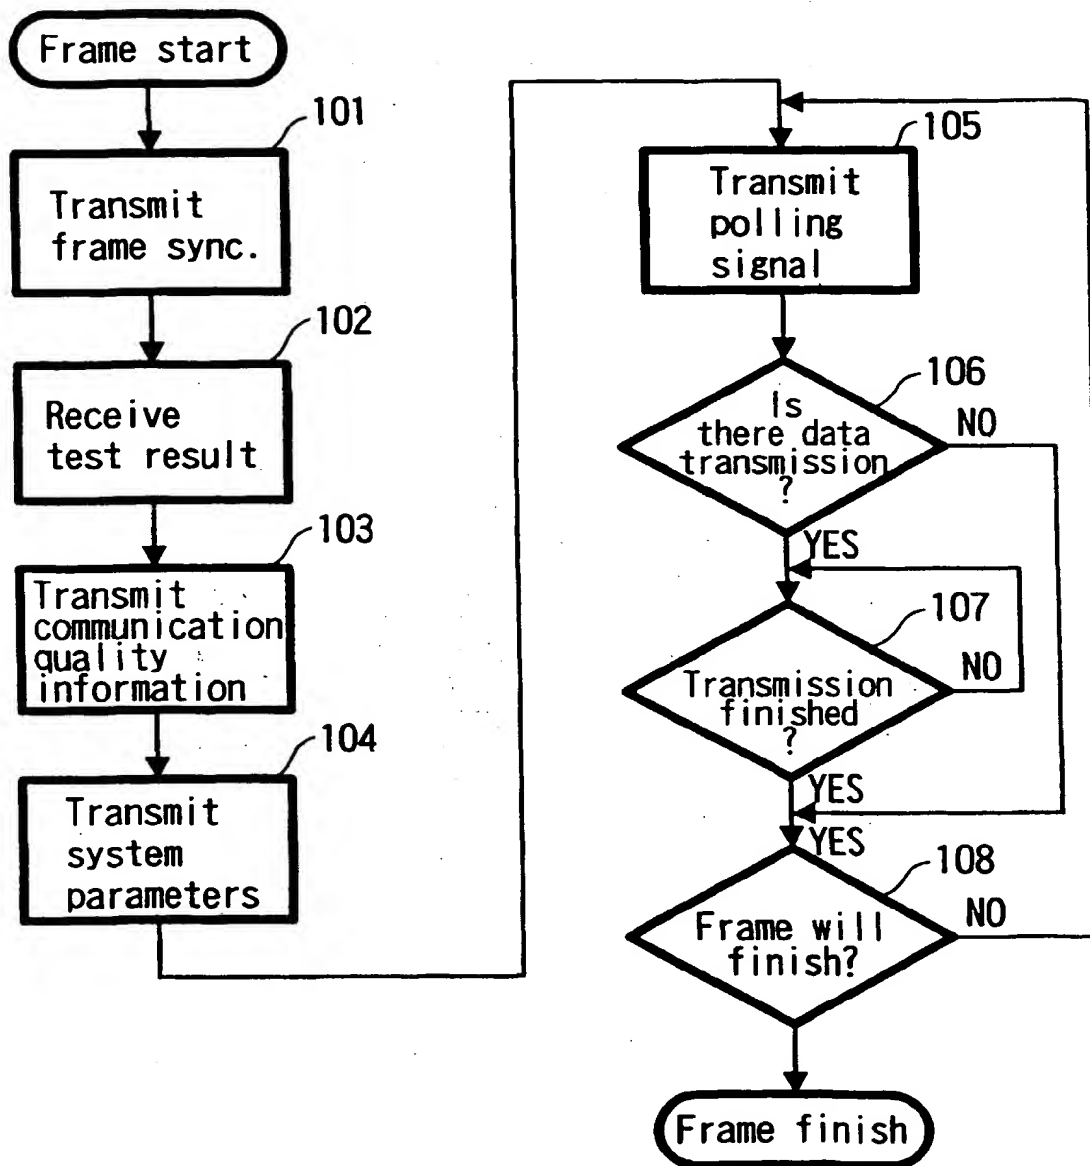 Frame start
101
Transmit
frame sync.
102
Receive
test result
103
Transmit
communication
quality
information
104
Transmit
system
parameters
105
Transmit
polling
signal
106
Is
there data
transmission
?
NO
YES
107
Transmission
finished
?
NO
YES
YES
108
Frame will
finish?
NO
Frame finish